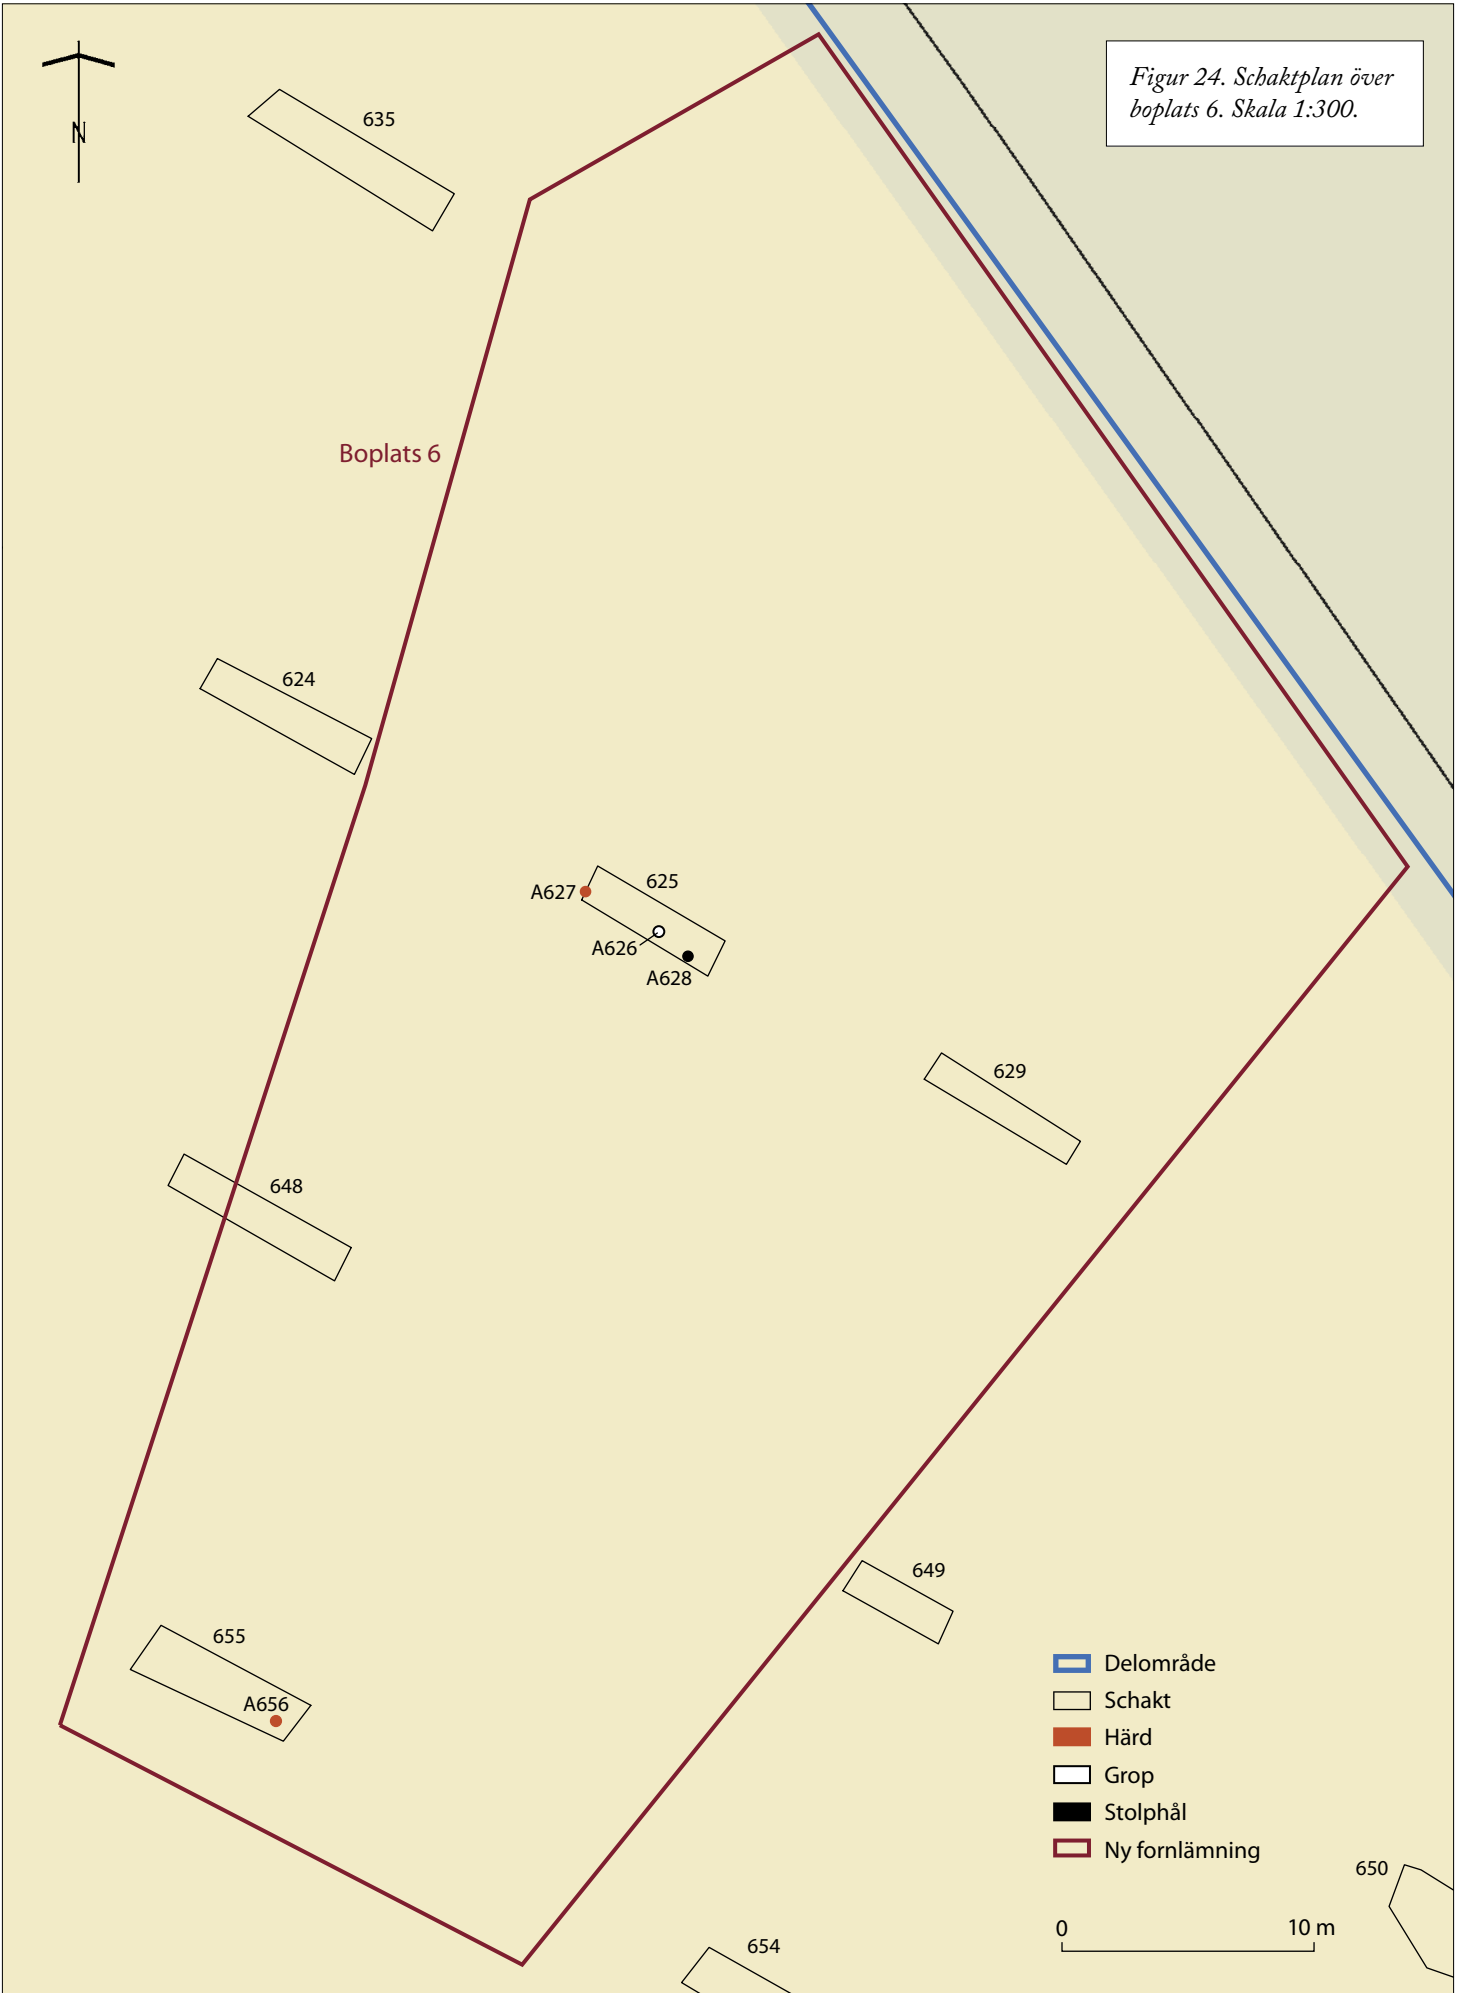 Figur 24. Schaktplan över
boplats 6. Skala 1:300.
N
635
Boplats 6
624
625
A627
A626
A628
629
648
649
655
A656
Delområde
Schakt
Härd
Grop
Stolphål
Ny fornlämning
650
0 10 m
654